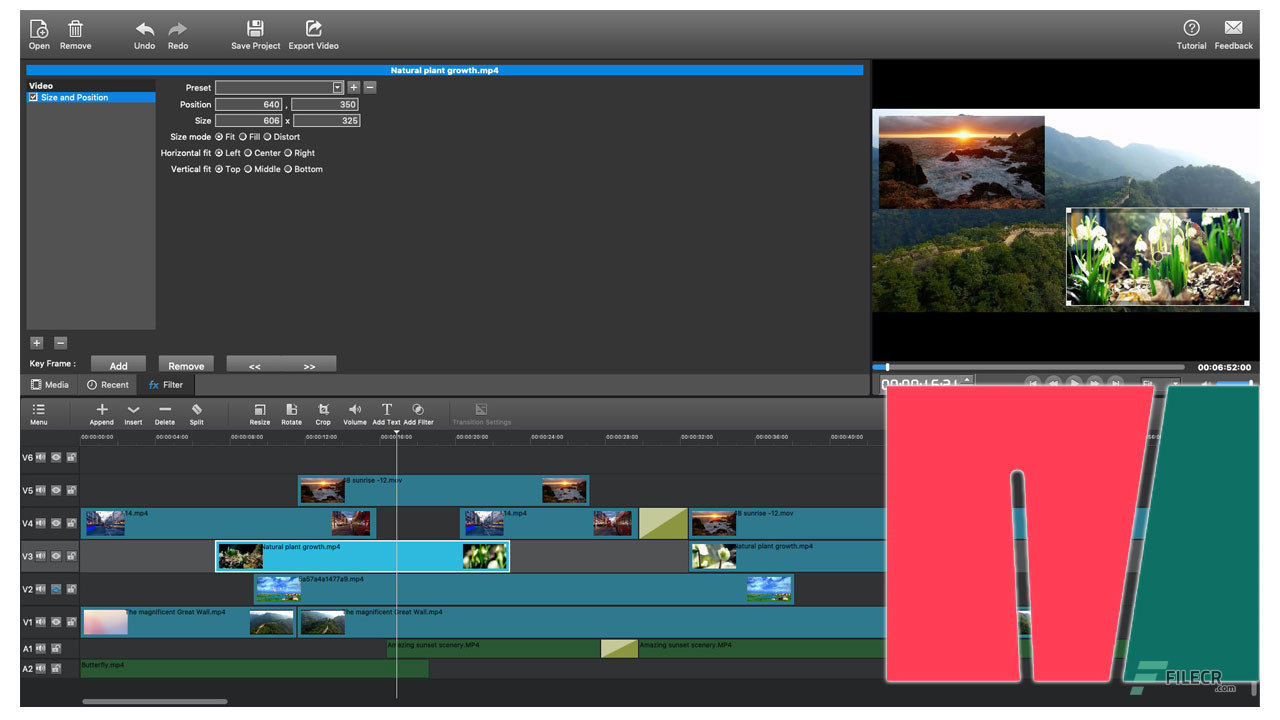 Open Remove Undo Redo Save Project Export Video Tutorial Feedback
Natural plant growth.mp4
Video
Size and Position
Preset
Position 640 , 350
Size 606 x 325
Size mode Fit Fill Distort
Horizontal fit Left Center Right
Vertical fit Top Middle Bottom
Key Frame : Add Remove << >>
00:06:52:00
Media Recent fx Filter
00:00:16:21 Fit
Menu Append Insert Delete Split Resize Rotate Crop Volume Add Text Add Filter Transition Settings
00:00:00:00 00:00:04:00 00:00:08:00 00:00:12:00 00:00:16:00 00:00:20:00 00:00:24:00 00:00:28:00 00:00:32:00 00:00:36:00 00:00:40:00
V6
V5 sunrise -12.mov
V4 14.mp4 14.mp4 sunrise -12.mov
V3 Natural plant growth.mp4 Natural plant growth.mp4
V2 a57a4a1477a9.mp4
V1 The magnificent Great Wall.mp4 The magnificent Great Wall.mp4
A1 Amazing sunset scenery.MP4 Amazing sunset scenery.MP4
A2 Butterfly.mp4
FILECR
.com